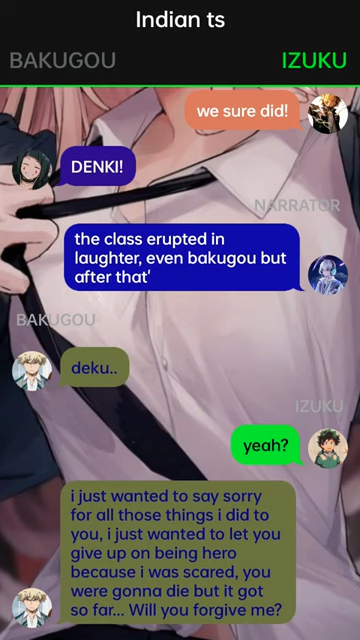 Indian ts
BAKUGOU
IZUKU
we sure did!
DENKI!
NARRATOR
the class erupted in
laughter, even bakugou but
after that'
BAKUGOU
deku..
IZUKU
yeah?
i just wanted to say sorry
for all those things i did to
you, i just wanted to let you
give up on being hero
because i was scared, you
were gonna die but it got
so far... Will you forgive me?